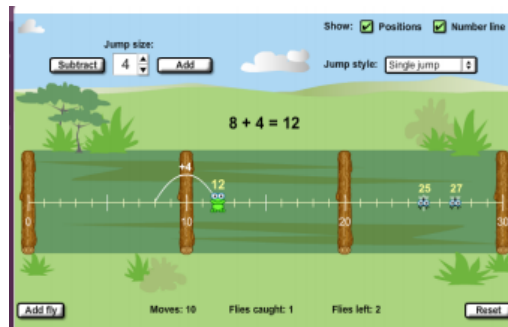 Show: Positions Number line
Jump size:
Subtract 4 Add
Jump style: Single jump
8 + 4 = 12
+4
12
25 27
0 10 20 30
Add fly Moves: 10 Flies caught: 1 Flies left: 2 Reset